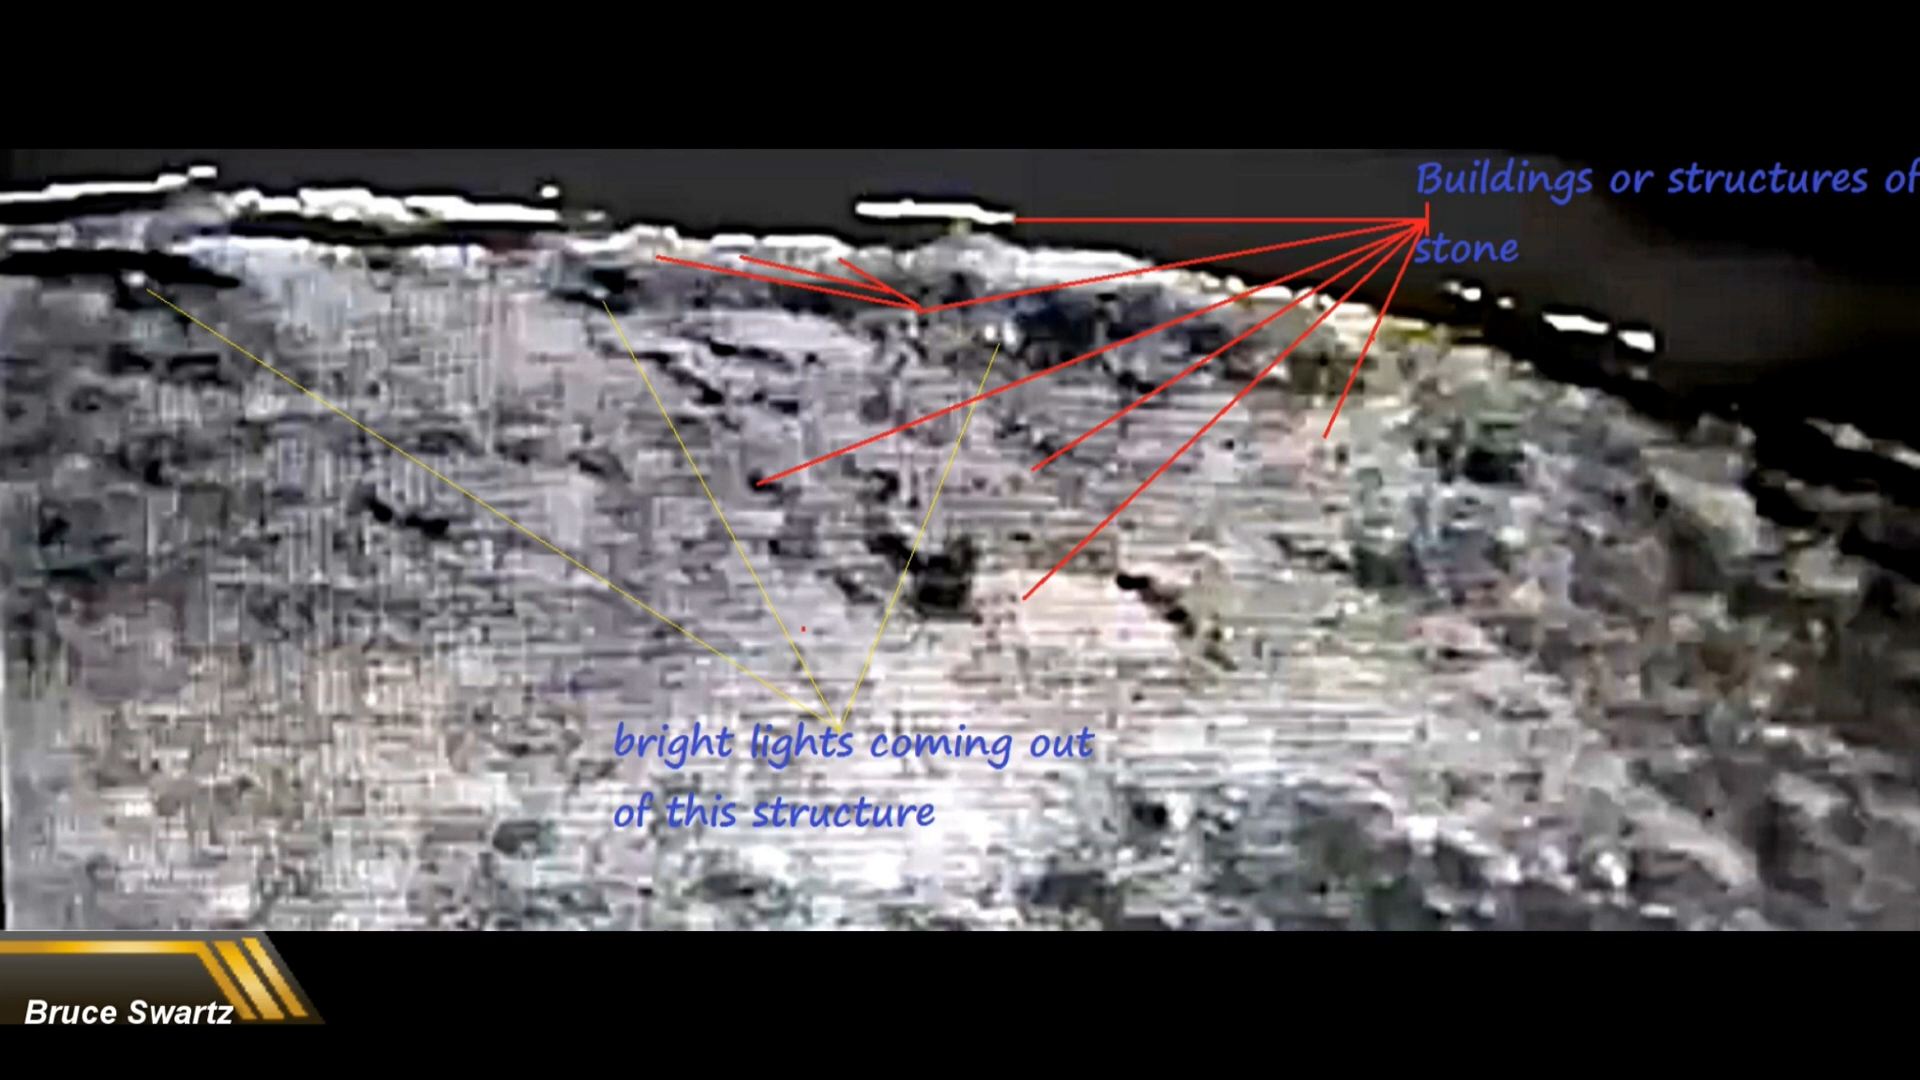 Buildings or structures of
stone
bright lights coming out
of this structure
Bruce Swartz